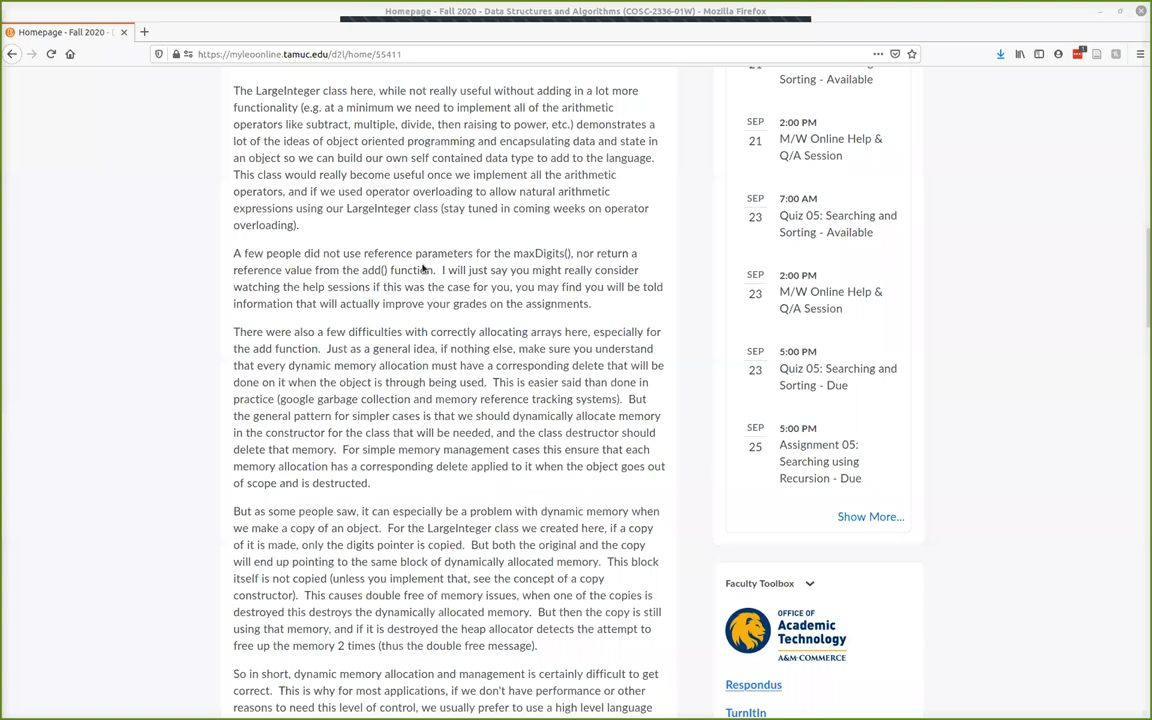 Homepage - Fall 2020 - Data Structures and Algorithms (COSC-2336-01W) - Mozilla Firefox
Homepage - Fall 2020 -
https://myleoonline.tamuc.edu/d2l/home/55411
The LargeInteger class here, while not really useful without adding in a lot more
functionality (e.g. at a minimum we need to implement all of the arithmetic
operators like subtract, multiple, divide, then raising to power, etc.) demonstrates a
lot of the ideas of object oriented programming and encapsulating data and state in
an object so we can build our own self contained data type to add to the language.
This class would really become useful once we implement all the arithmetic
operators, and if we used operator overloading to allow natural arithmetic
expressions using our LargeInteger class (stay tuned in coming weeks on operator
overloading).
A few people did not use reference parameters for the maxDigits(), nor return a
reference value from the add() function. I will just say you might really consider
watching the help sessions if this was the case for you, you may find you will be told
information that will actually improve your grades on the assignments.
There were also a few difficulties with correctly allocating arrays here, especially for
the add function. Just as a general idea, if nothing else, make sure you understand
that every dynamic memory allocation must have a corresponding delete that will be
done on it when the object is through being used. This is easier said than done in
practice (google garbage collection and memory reference tracking systems). But
the general pattern for simpler cases is that we should dynamically allocate memory
in the constructor for the class that will be needed, and the class destructor should
delete that memory. For simple memory management cases this ensure that each
memory allocation has a corresponding delete applied to it when the object goes out
of scope and is destructed.
But as some people saw, it can especially be a problem with dynamic memory when
we make a copy of an object. For the LargeInteger class we created here, if a copy
of it is made, only the digits pointer is copied. But both the original and the copy
will end up pointing to the same block of dynamically allocated memory. This block
itself is not copied (unless you implement that, see the concept of a copy
constructor). This causes double free of memory issues, when one of the copies is
destroyed this destroys the dynamically allocated memory. But then the copy is still
using that memory, and if it is destroyed the heap allocator detects the attempt to
free up the memory 2 times (thus the double free message).
So in short, dynamic memory allocation and management is certainly difficult to get
correct. This is why for most applications, if we don't have performance or other
reasons to need this level of control, we usually prefer to use a high level language
21
Sorting - Available
SEP
21
2:00 PM
M/W Online Help &
Q/A Session
SEP
23
7:00 AM
Quiz 05: Searching and
Sorting - Available
SEP
23
2:00 PM
M/W Online Help &
Q/A Session
SEP
23
5:00 PM
Quiz 05: Searching and
Sorting - Due
SEP
25
5:00 PM
Assignment 05:
Searching using
Recursion - Due
Show More...
Faculty Toolbox
OFFICE OF
Academic
Technology
A&M-COMMERCE
Respondus
TurnItIn